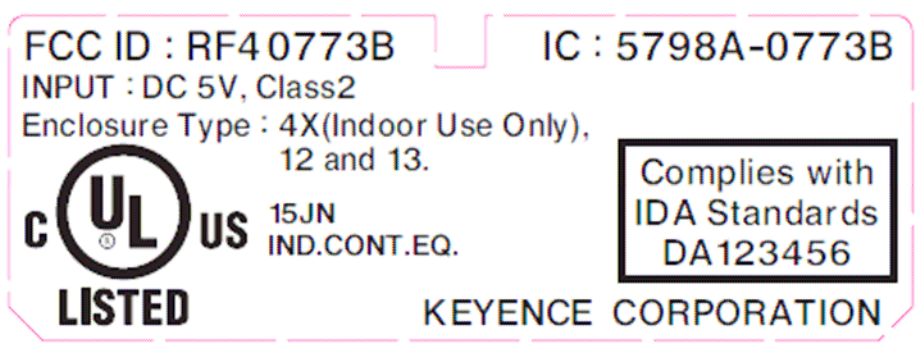 FCC ID : RF40773B
IC : 5798A-0773B
INPUT : DC 5V, Class2
Enclosure Type : 4X(Indoor Use Only),
12 and 13.
C UL ® US
LISTED
15JN
IND.CONT.EQ.
Complies with
IDA Standards
DA123456
KEYENCE CORPORATION